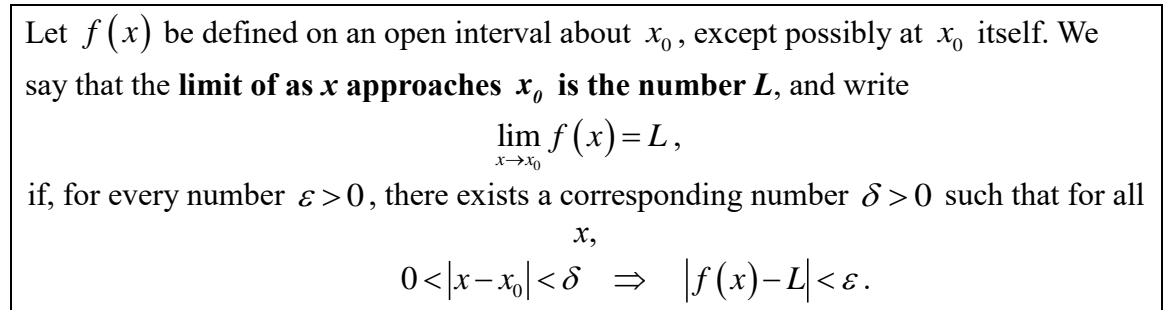 Let f(x) be defined on an open interval about x₀, except possibly at x₀ itself. We
say that the limit of as x approaches x₀ is the number L, and write
lim x→x₀ f(x) = L,
if, for every number ε > 0, there exists a corresponding number δ > 0 such that for all
x,
0 < |x − x₀| < δ ⇒ |f(x) − L| < ε.